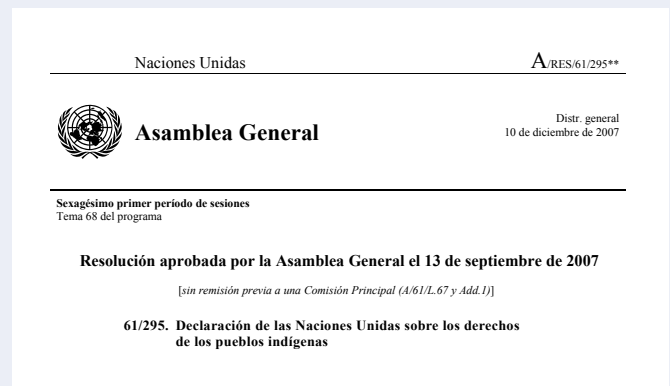 Naciones Unidas A/RES/61/295**
Asamblea General
Distr. general
10 de diciembre de 2007
Sexagésimo primer período de sesiones
Tema 68 del programa
Resolución aprobada por la Asamblea General el 13 de septiembre de 2007
[sin remisión previa a una Comisión Principal (A/61/L.67 y Add.1)]
61/295. Declaración de las Naciones Unidas sobre los derechos
de los pueblos indígenas